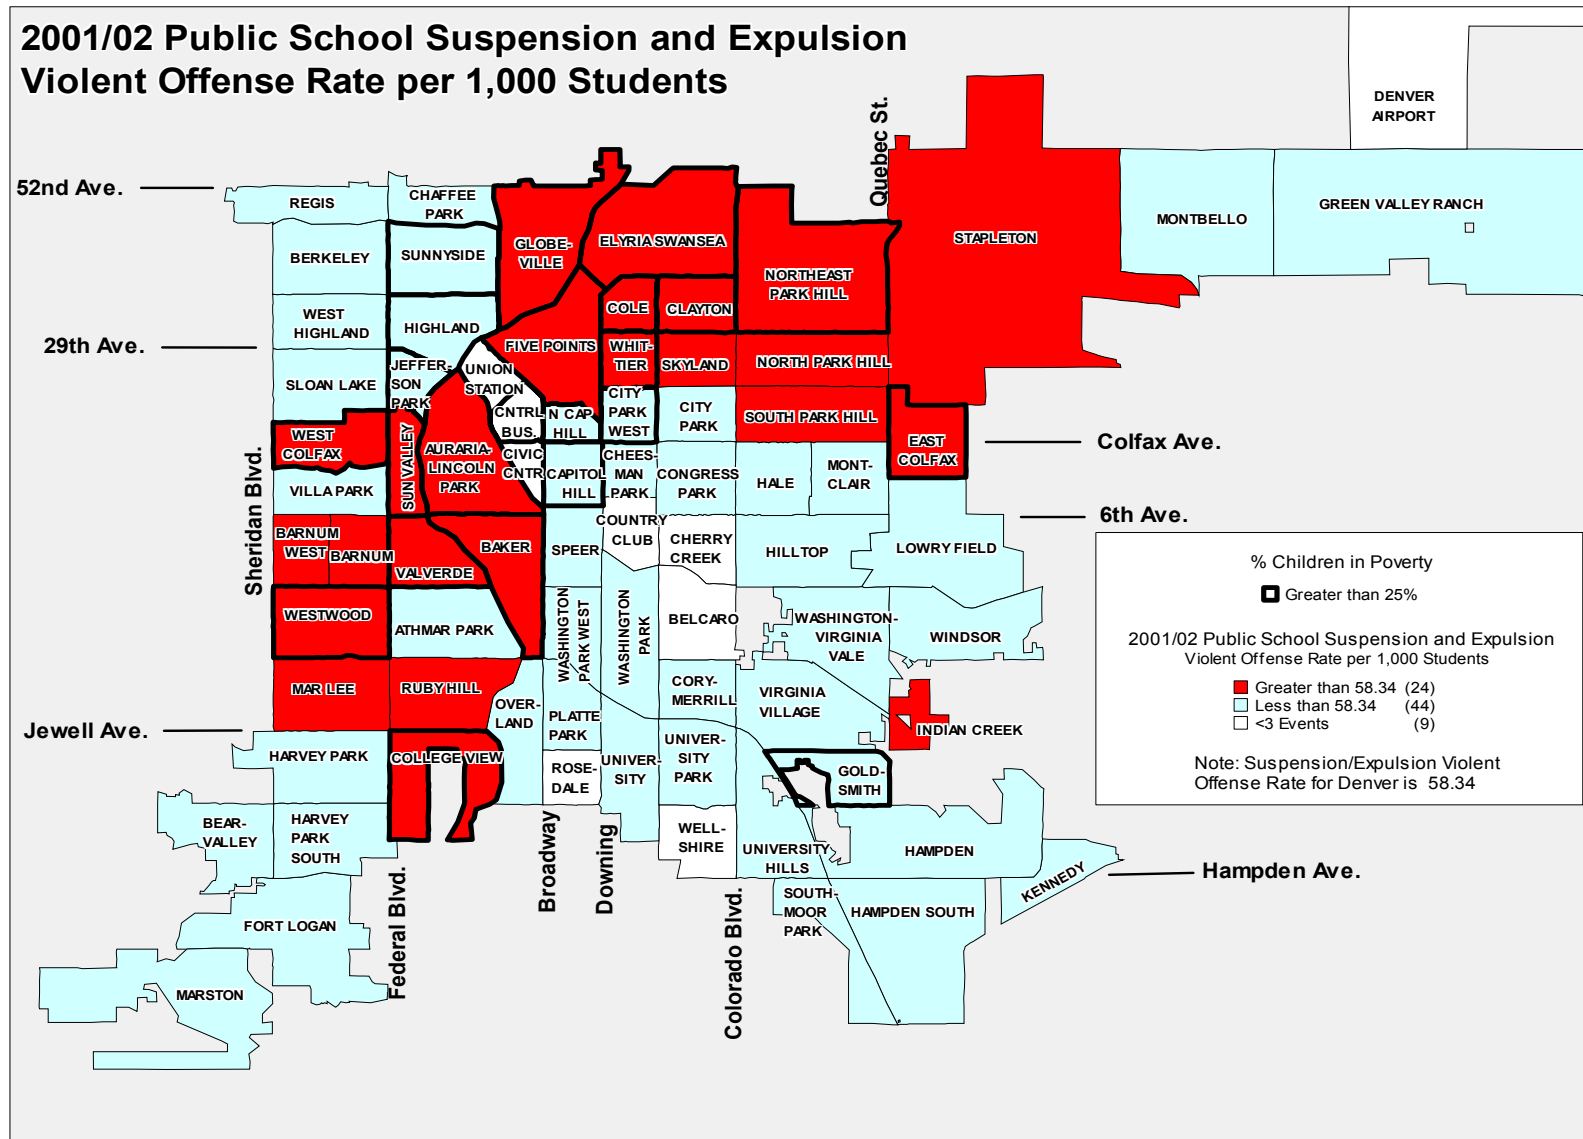 2001/02 Public School Suspension and Expulsion
Violent Offense Rate per 1,000 Students
DENVER
AIRPORT
Quebec St.
52nd Ave.
REGIS
CHAFFEE
PARK
MONTBELLO
GREEN VALLEY RANCH
GLOBE-
VILLE
ELYRIA SWANSEA
STAPLETON
BERKELEY
SUNNYSIDE
NORTHEAST
PARK HILL
WEST
HIGHLAND
HIGHLAND
COLE
CLAYTON
29th Ave.
FIVE POINTS
WHIT-
TIER
SKYLAND
NORTH PARK HILL
SLOAN LAKE
JEFFER-
SON
PARK
UNION
STATION
CITY
PARK
WEST
CITY
PARK
SOUTH PARK HILL
CNTRL
BUS.
N CAP
HILL
WEST
COLFAX
SUN VALLEY
AURARIA-
LINCOLN
PARK
CIVIC
CNTR
CAPITOL
HILL
CHEES-
MAN
PARK
CONGRESS
PARK
HALE
MONT-
CLAIR
EAST
COLFAX
Colfax Ave.
Sheridan Blvd.
VILLA PARK
COUNTRY
CLUB
6th Ave.
BARNUM
WEST
BARNUM
VALVERDE
BAKER
SPEER
CHERRY
CREEK
HILLTOP
LOWRY FIELD
WESTWOOD
ATHMAR PARK
WASHINGTON
PARK WEST
WASHINGTON
PARK
BELCARO
WASHINGTON-
VIRGINIA
VALE
WINDSOR
MAR LEE
RUBY HILL
OVER-
LAND
CORY-
MERRILL
VIRGINIA
VILLAGE
PLATTE
PARK
INDIAN CREEK
Jewell Ave.
HARVEY PARK
COLLEGE VIEW
ROSE-
DALE
UNIVER-
SITY
UNIVER-
SITY
PARK
GOLD-
SMITH
BEAR-
VALLEY
HARVEY
PARK
SOUTH
WELL-
SHIRE
UNIVERSITY
HILLS
HAMPDEN
KENNEDY
Hampden Ave.
Broadway
Downing
Federal Blvd.
Colorado Blvd.
SOUTH-
MOOR
PARK
HAMPDEN SOUTH
FORT LOGAN
MARSTON
% Children in Poverty
Greater than 25%
2001/02 Public School Suspension and Expulsion
Violent Offense Rate per 1,000 Students
Greater than 58.34 (24)
Less than 58.34 (44)
<3 Events (9)
Note: Suspension/Expulsion Violent
Offense Rate for Denver is 58.34